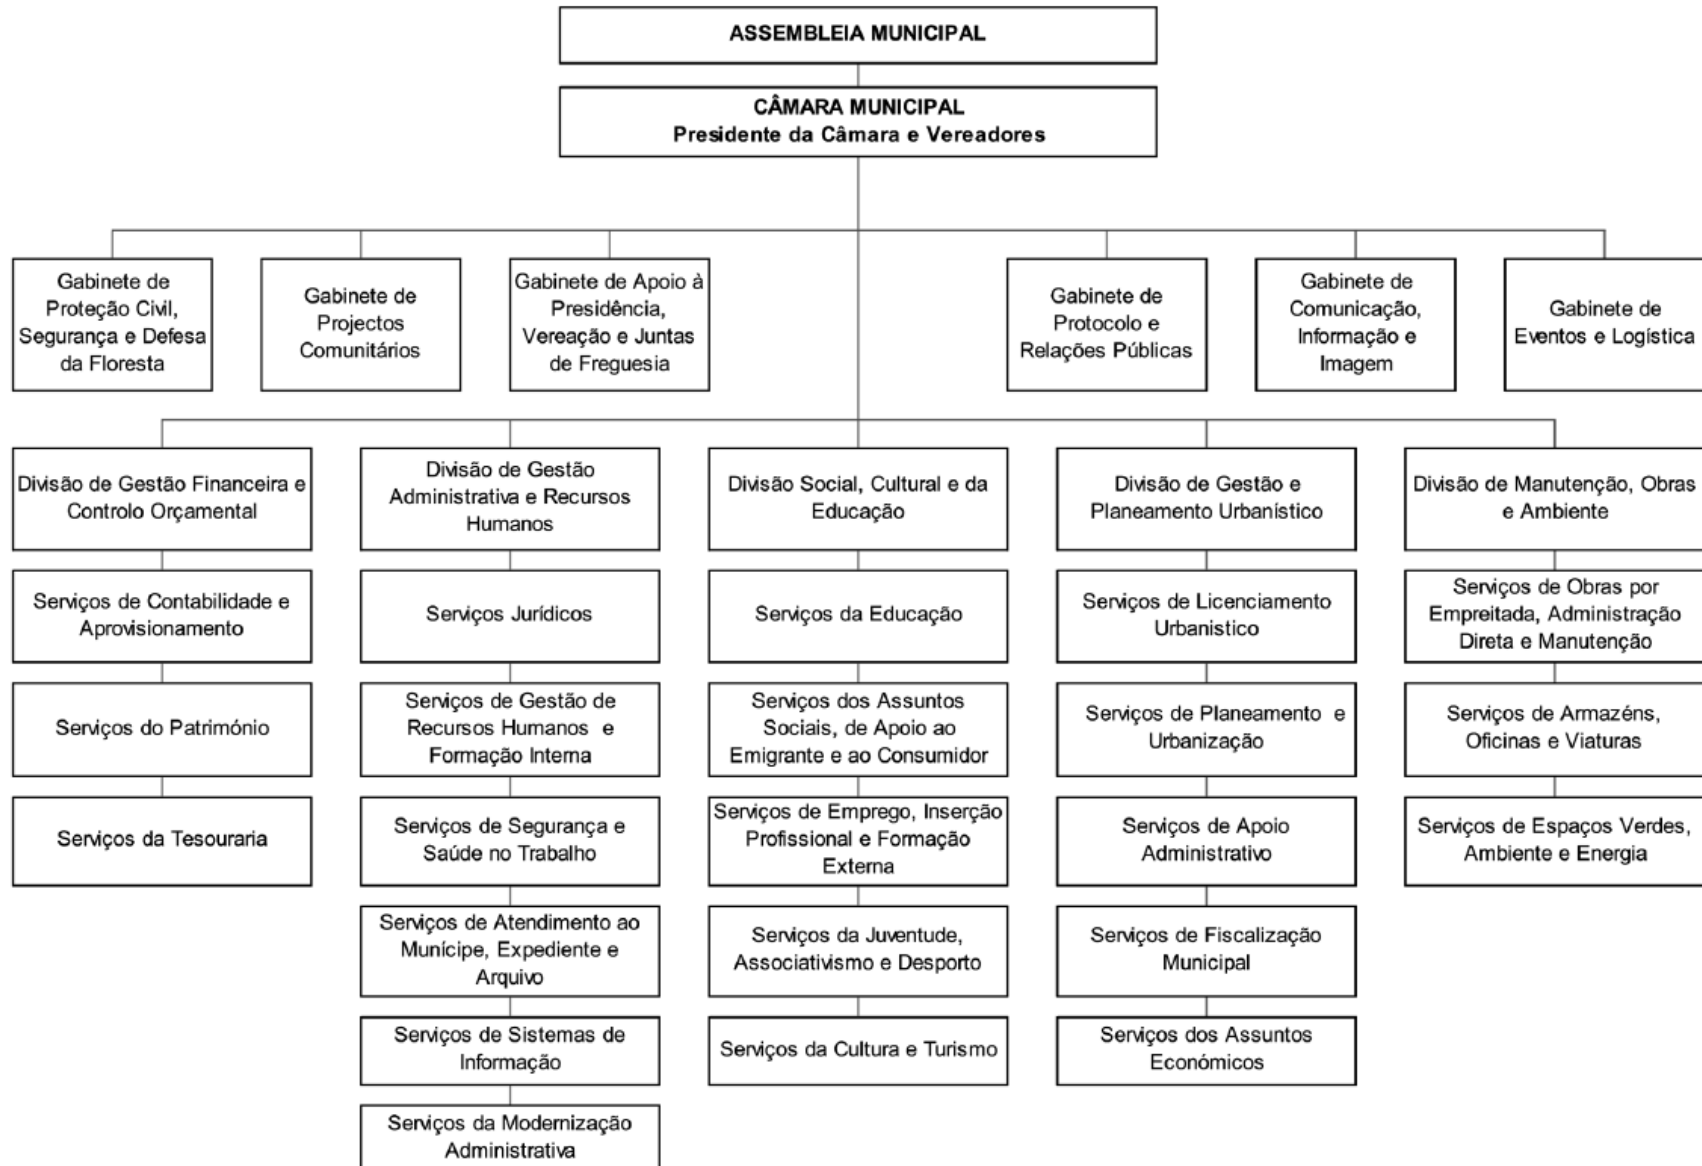 ASSEMBLEIA MUNICIPAL
CÂMARA MUNICIPAL
Presidente da Câmara e Vereadores
Gabinete de
Proteção Civil,
Segurança e Defesa
da Floresta
Gabinete de
Projectos
Comunitários
Gabinete de Apoio à
Presidência,
Vereação e Juntas
de Freguesia
Gabinete de
Protocolo e
Relações Públicas
Gabinete de
Comunicação,
Informação e
Imagem
Gabinete de
Eventos e Logística
Divisão de Gestão Financeira e
Controlo Orçamental
Divisão de Gestão
Administrativa e Recursos
Humanos
Divisão Social, Cultural e da
Educação
Divisão de Gestão e
Planeamento Urbanístico
Divisão de Manutenção, Obras
e Ambiente
Serviços de Contabilidade e
Aprovisionamento
Serviços Jurídicos
Serviços da Educação
Serviços de Licenciamento
Urbanistico
Serviços de Obras por
Empreitada, Administração
Direta e Manutenção
Serviços do Património
Serviços de Gestão de
Recursos Humanos e
Formação Interna
Serviços dos Assuntos
Sociais, de Apoio ao
Emigrante e ao Consumidor
Serviços de Planeamento e
Urbanização
Serviços de Armazéns,
Oficinas e Viaturas
Serviços da Tesouraria
Serviços de Segurança e
Saúde no Trabalho
Serviços de Emprego, Inserção
Profissional e Formação
Externa
Serviços de Apoio
Administrativo
Serviços de Espaços Verdes,
Ambiente e Energia
Serviços de Atendimento ao
Munícipe, Expediente e
Arquivo
Serviços da Juventude,
Associativismo e Desporto
Serviços de Fiscalização
Municipal
Serviços de Sistemas de
Informação
Serviços da Cultura e Turismo
Serviços dos Assuntos
Económicos
Serviços da Modernização
Administrativa